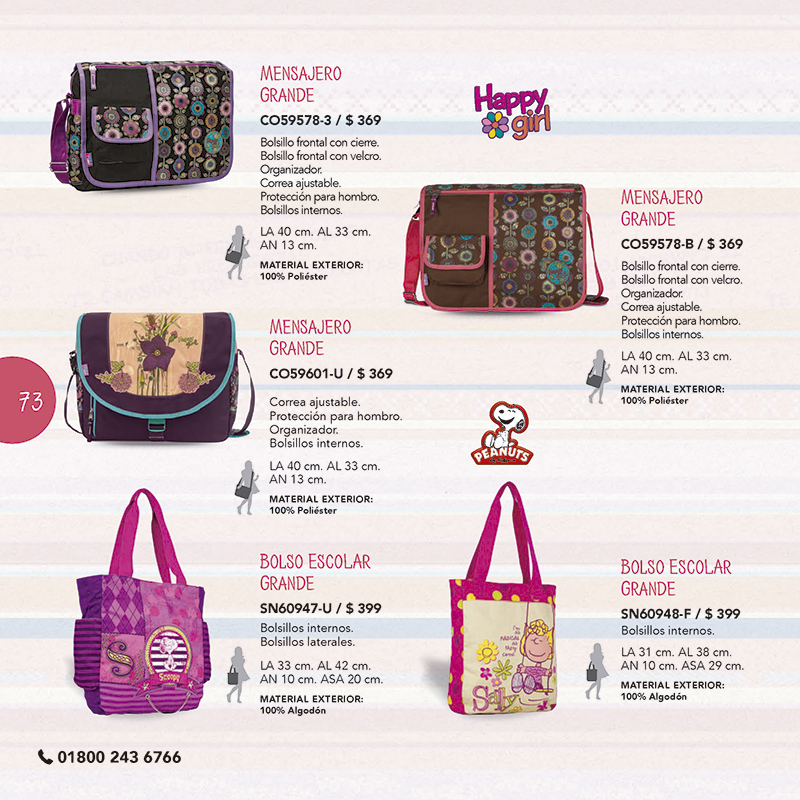 MENSAJERO
GRANDE
CO59578-3 / $ 369
Bolsillo frontal con cierre.
Bolsillo frontal con velcro.
Organizador.
Correa ajustable.
Protección para hombro.
Bolsillos internos.
LA 40 cm. AL 33 cm.
AN 13 cm.
MATERIAL EXTERIOR:
100% Poliéster
Happy
girl
MENSAJERO
GRANDE
CO59578-B / $ 369
Bolsillo frontal con cierre.
Bolsillo frontal con velcro.
Organizador.
Correa ajustable.
Protección para hombro.
Bolsillos internos.
LA 40 cm. AL 33 cm.
AN 13 cm.
MATERIAL EXTERIOR:
100% Poliéster
MENSAJERO
GRANDE
CO59601-U / $ 369
Correa ajustable.
Protección para hombro.
Organizador.
Bolsillos internos.
LA 40 cm. AL 33 cm.
AN 13 cm.
MATERIAL EXTERIOR:
100% Poliéster
73
PEANUTS
BOLSO ESCOLAR
GRANDE
SN60947-U / $ 399
Bolsillos internos.
Bolsillos laterales.
LA 33 cm. AL 42 cm.
AN 10 cm. ASA 20 cm.
MATERIAL EXTERIOR:
100% Algodón
S
Snoopy
BOLSO ESCOLAR
GRANDE
SN60948-F / $ 399
Bolsillos internos.
LA 31 cm. AL 38 cm.
AN 10 cm. ASA 29 cm.
MATERIAL EXTERIOR:
100% Algodón
Sally
01800 243 6766